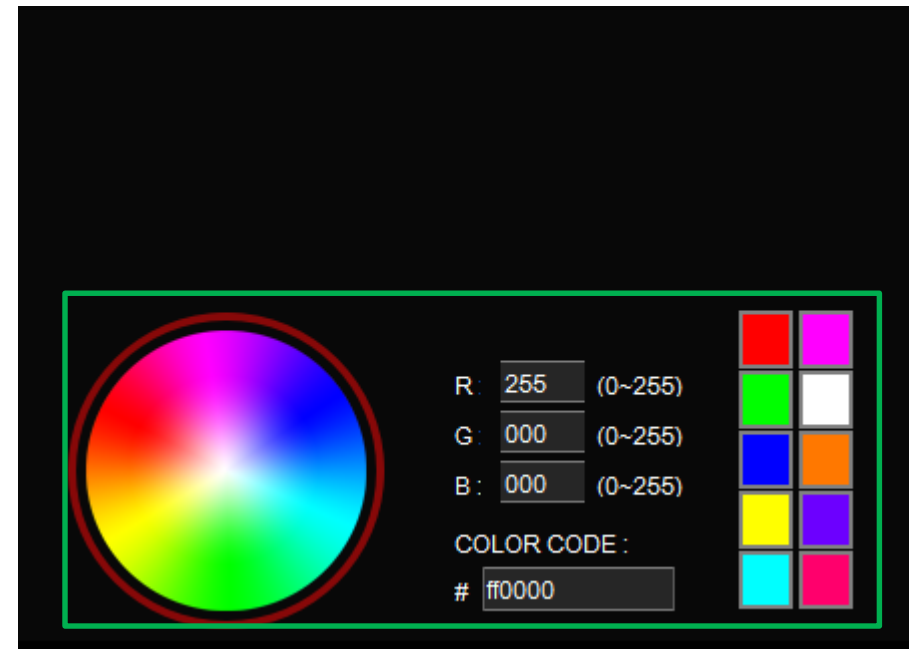 R: 255 (0~255)
G: 000 (0~255)
B: 000 (0~255)
COLOR CODE :
# ff0000